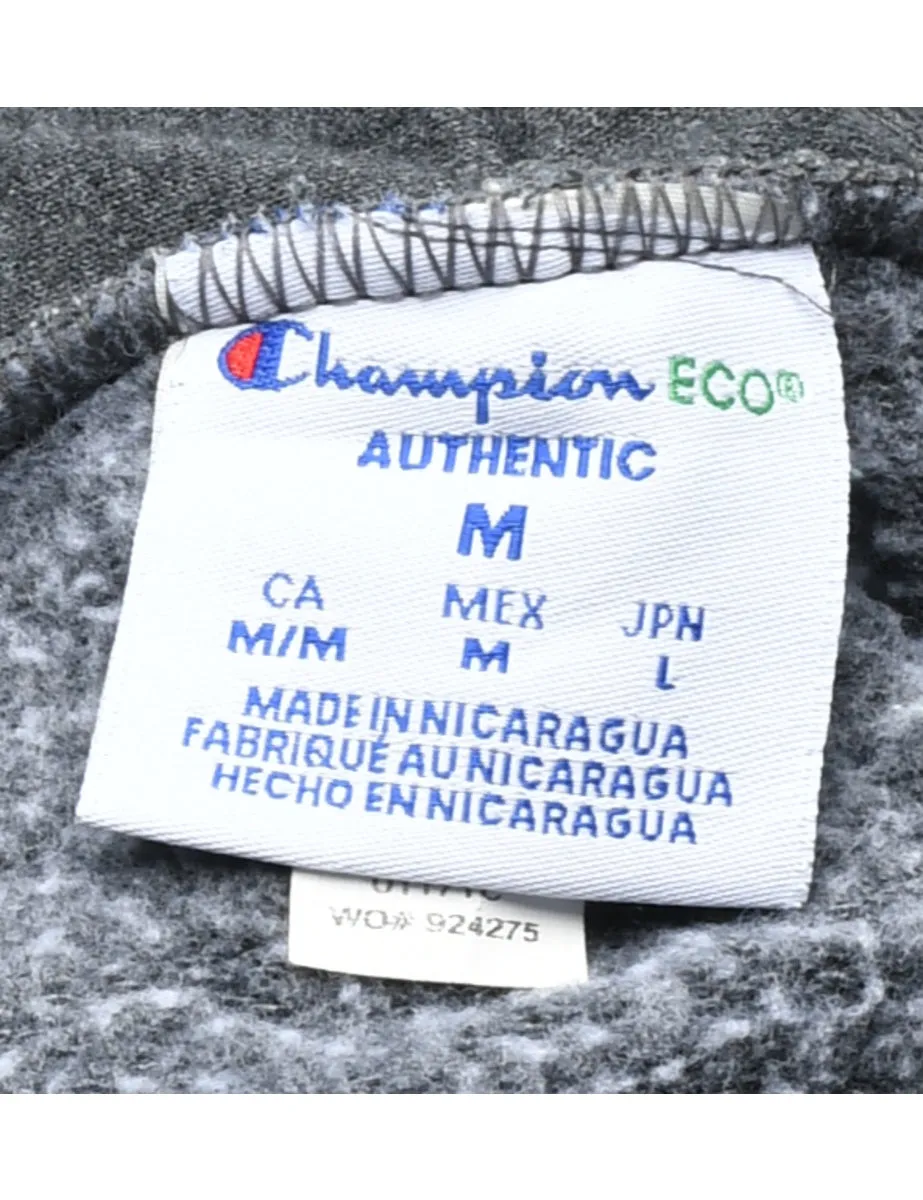 Champion ECO®
AUTHENTIC
M
CA MEX JPN
M/M M L
MADE IN NICARAGUA
FABRIQUÉ AU NICARAGUA
HECHO EN NICARAGUA
WO# 924275